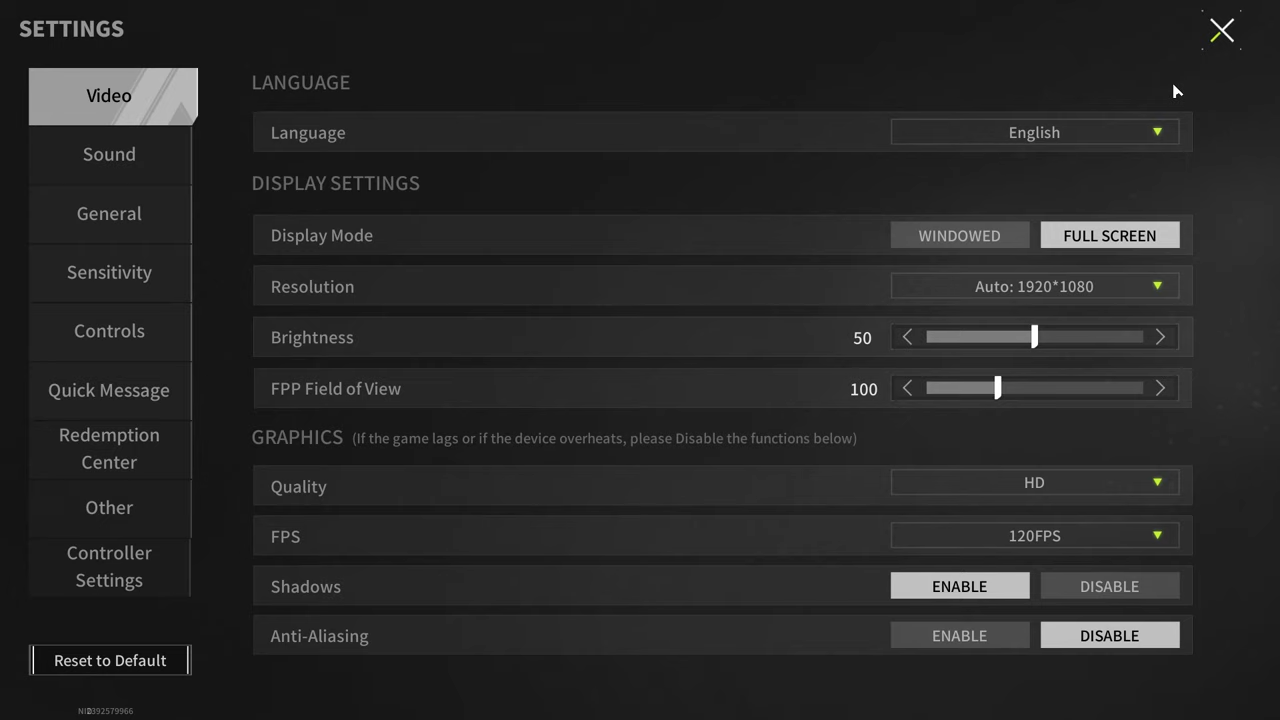 SETTINGS
Video
Sound
General
Sensitivity
Controls
Quick Message
Redemption
Center
Other
Controller
Settings
Reset to Default
LANGUAGE
Language English
DISPLAY SETTINGS
Display Mode WINDOWED FULL SCREEN
Resolution Auto: 1920*1080
Brightness 50
FPP Field of View 100
GRAPHICS (If the game lags or if the device overheats, please Disable the functions below)
Quality HD
FPS 120FPS
Shadows ENABLE DISABLE
Anti-Aliasing ENABLE DISABLE